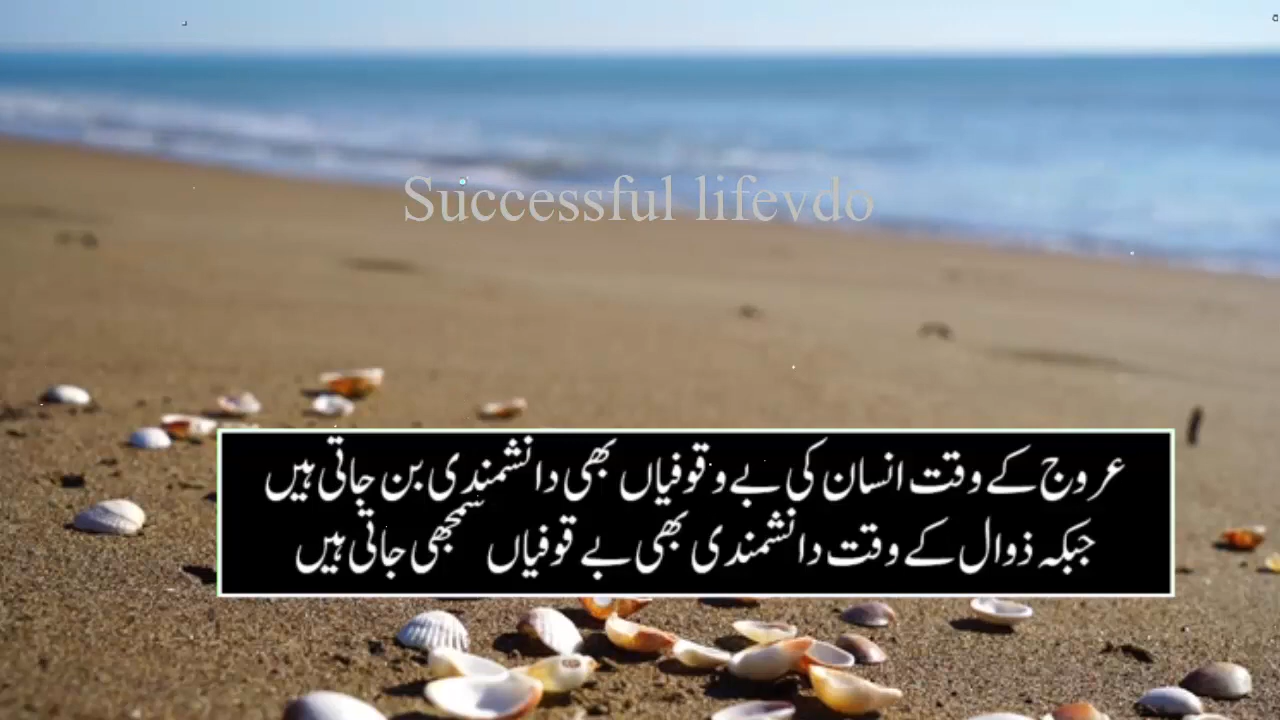 Successful lifevdo
عروج کے وقت انسان کی بے وقوفیاں بھی دانشمندی بن جاتی ہیں
جبکہ ذوال کے وقت دانشمندی بھی بے قوفیاں سمجھی جاتی ہیں